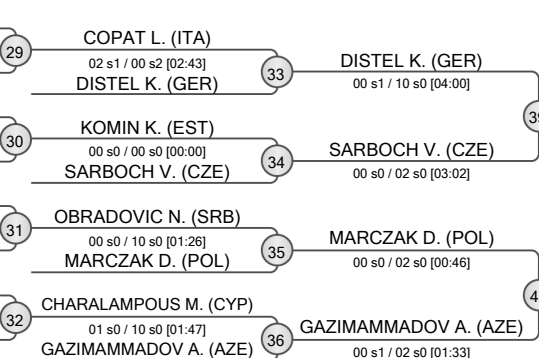 COPAT L. (ITA)
29
02 s1 / 00 s2 [02:43]
DISTEL K. (GER)
33
DISTEL K. (GER)
00 s1 / 10 s0 [04:00]
KOMIN K. (EST)
30
00 s0 / 00 s0 [00:00]
SARBOCH V. (CZE)
34
SARBOCH V. (CZE)
00 s0 / 02 s0 [03:02]
OBRADOVIC N. (SRB)
31
00 s0 / 10 s0 [01:26]
MARCZAK D. (POL)
35
MARCZAK D. (POL)
00 s0 / 02 s0 [00:46]
CHARALAMPOUS M. (CYP)
32
01 s0 / 10 s0 [01:47]
GAZIMAMMADOV A. (AZE)
36
GAZIMAMMADOV A. (AZE)
00 s1 / 02 s0 [01:33]